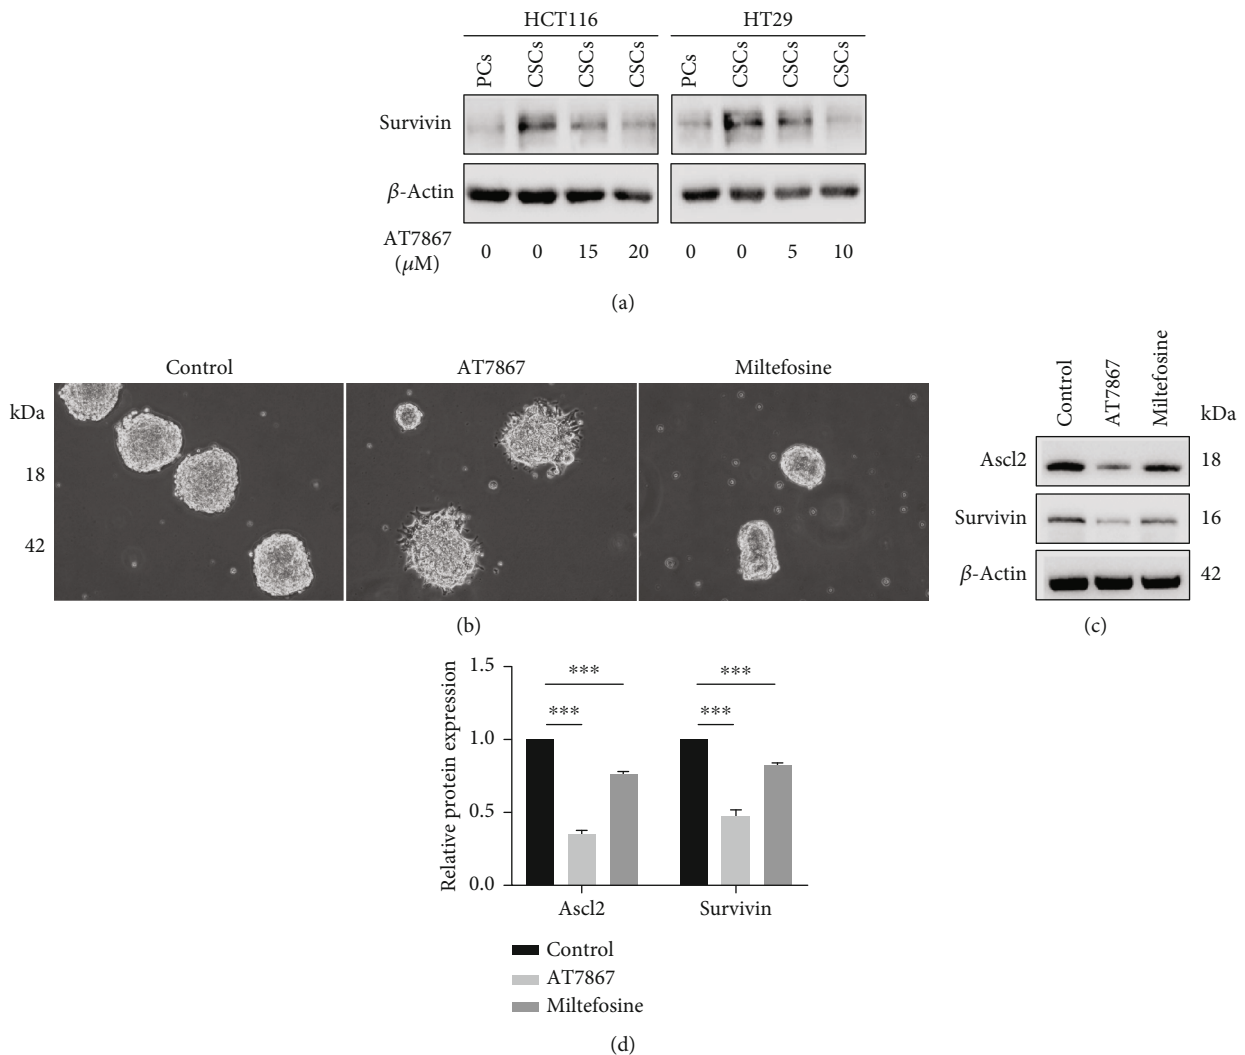 HCT116 HT29
PCs CSCs CSCs CSCs PCs CSCs CSCs CSCs
Survivin
β-Actin
AT7867
(μM)
0 0 15 20 0 0 5 10
(a)
Control AT7867 Miltefosine
kDa
18
42
(b)
Control AT7867 Miltefosine
kDa
Ascl2 18
Survivin 16
β-Actin 42
(c)
Relative protein expression
1.5
1.0
0.5
0.0
*** ***
*** ***
Ascl2 Survivin
Control
AT7867
Miltefosine
(d)